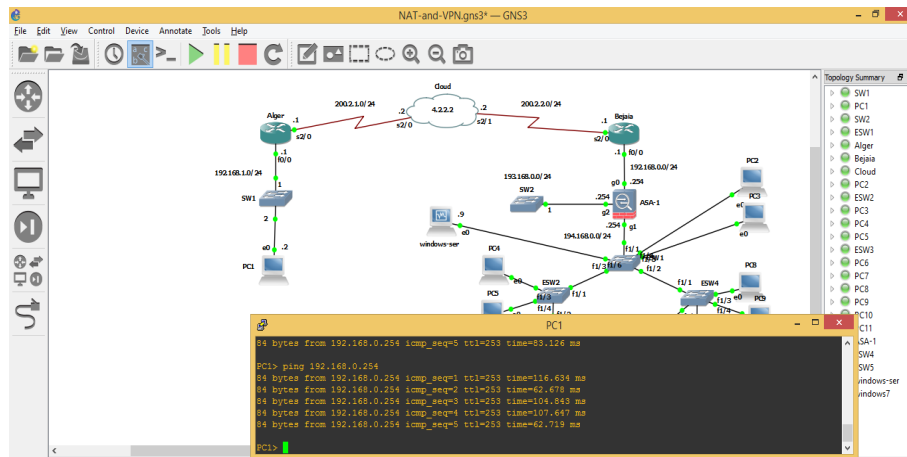 NAT-and-VPN.gns3* — GNS3
File Edit View Control Device Annotate Tools Help
Topology Summary
SW1
PC1
SW2
ESW1
Alger
Bejaia
Cloud
PC2
ESW2
PC3
PC4
PC5
ESW3
PC6
PC7
PC8
PC9
PC10
PC11
ASA-1
SW4
SW5
windows-ser
windows7
Cloud
4.2.2.2
200.2.1.0/24
.2
s2/0
.2
s2/1
200.2.2.0/24
Alger
.1
s2/0
.1
f0/0
192.168.1.0/24
1
SW1
2
e0
.2
PC1
Bejaia
.1
s2/0
.1
f0/0
192.168.0.0/24
g0
.254
193.168.0.0/24
SW2
1
.254
g2
ASA-1
.254
g1
194.168.0.0/24
.9
e0
windows-ser
PC2
PC3
e0
f1/1
f1/3
f1/6
f1/2
PC4
e0
ESW2
f1/1
f1/3
f1/4
PC5
f1/1
ESW4
f1/3
f1/4
e0
PC8
PC9
PC1
84 bytes from 192.168.0.254 icmp_seq=5 ttl=253 time=83.126 ms
PC1> ping 192.168.0.254
84 bytes from 192.168.0.254 icmp_seq=1 ttl=253 time=116.634 ms
84 bytes from 192.168.0.254 icmp_seq=2 ttl=253 time=62.678 ms
84 bytes from 192.168.0.254 icmp_seq=3 ttl=253 time=104.843 ms
84 bytes from 192.168.0.254 icmp_seq=4 ttl=253 time=107.647 ms
84 bytes from 192.168.0.254 icmp_seq=5 ttl=253 time=62.719 ms
PC1>